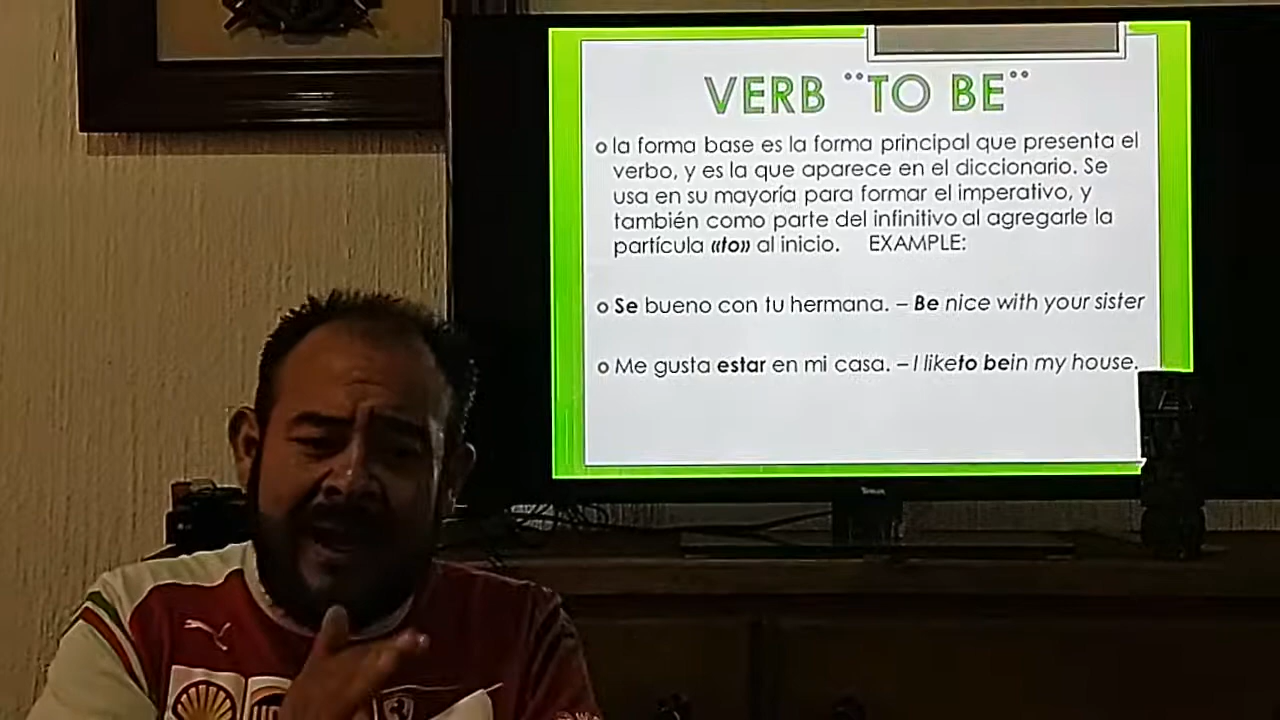 VERB ¨TO BE¨
la forma base es la forma principal que presenta el
verbo, y es la que aparece en el diccionario. Se
usa en su mayoría para formar el imperativo, y
también como parte del infinitivo al agregarle la
partícula «to» al inicio. EXAMPLE:
Se bueno con tu hermana. – Be nice with your sister
Me gusta estar en mi casa. – I liketo bein my house.